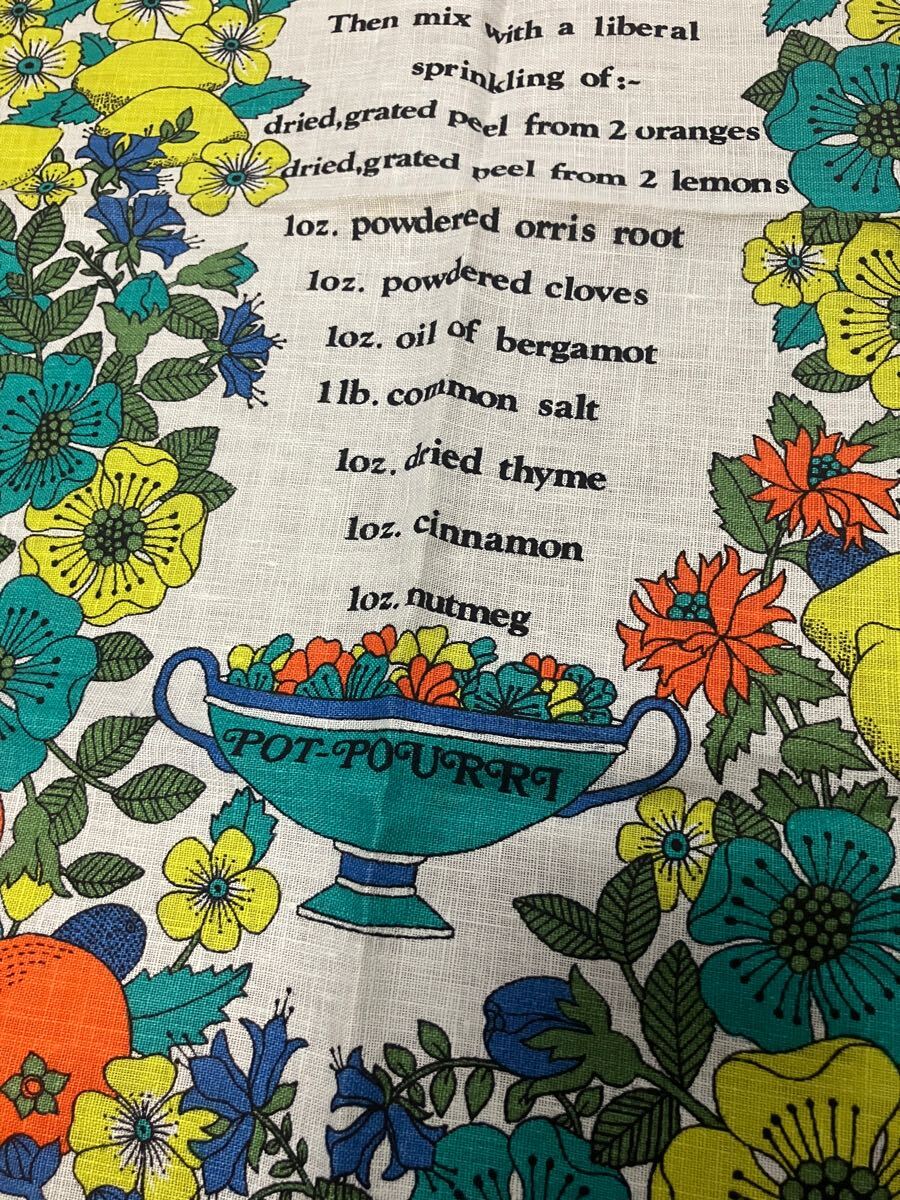 Then mix with a liberal
sprinkling of:-
dried,grated peel from 2 oranges
dried,grated peel from 2 lemons
1oz. powdered orris root
1oz. powdered cloves
1oz. oil of bergamot
1 lb. common salt
1oz. dried thyme
1oz. cinnamon
1oz. nutmeg
POT-POURRI